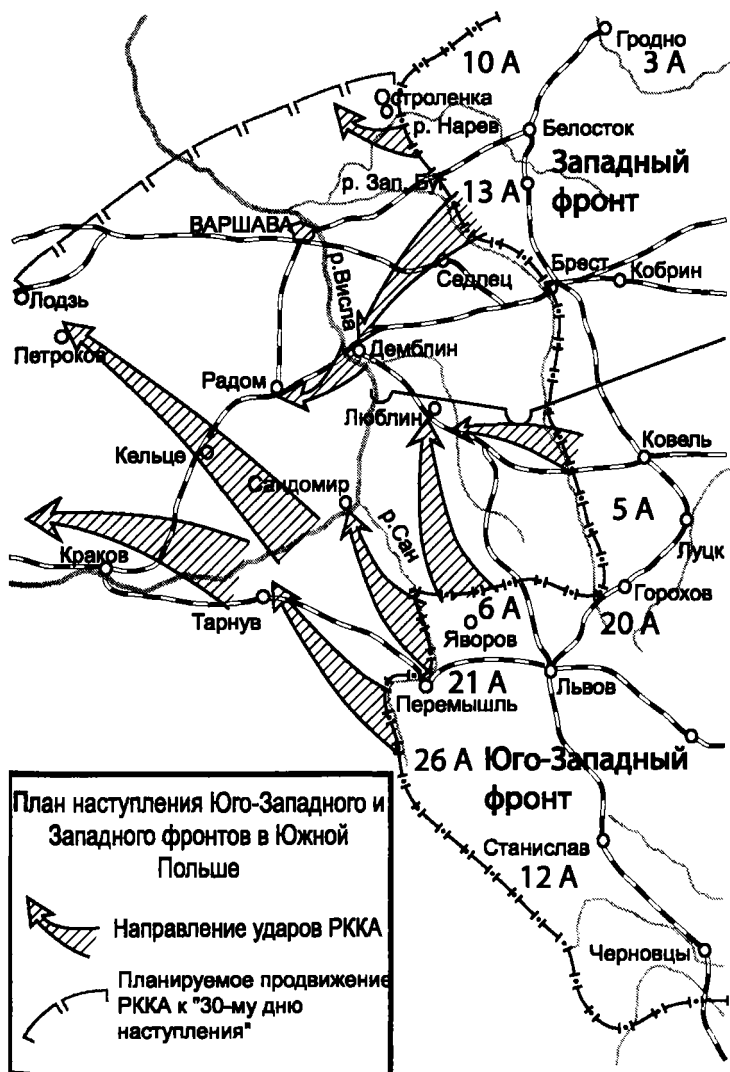 Гродно
10 А
3 А
Остроленка
р. Нарев
Белосток
Западный
фронт
р. Зап. Буг
13 А
ВАРШАВА
р.Висла
Седлец
Брест
Кобрин
Лодзь
Петроков
Демблин
Радом
Люблин
Ковель
Кельце
Сандомир
5 А
р.Сан
Луцк
Краков
Горохов
Тарнув
6 А
20 А
Яворов
21 А
Львов
Перемышль
26 А Юго-Западный
фронт
Станислав
12 А
Черновцы
План наступления Юго-Западного и
Западного фронтов в Южной
Польше
Направление ударов РККА
Планируемое продвижение
РККА к "30-му дню
наступления"